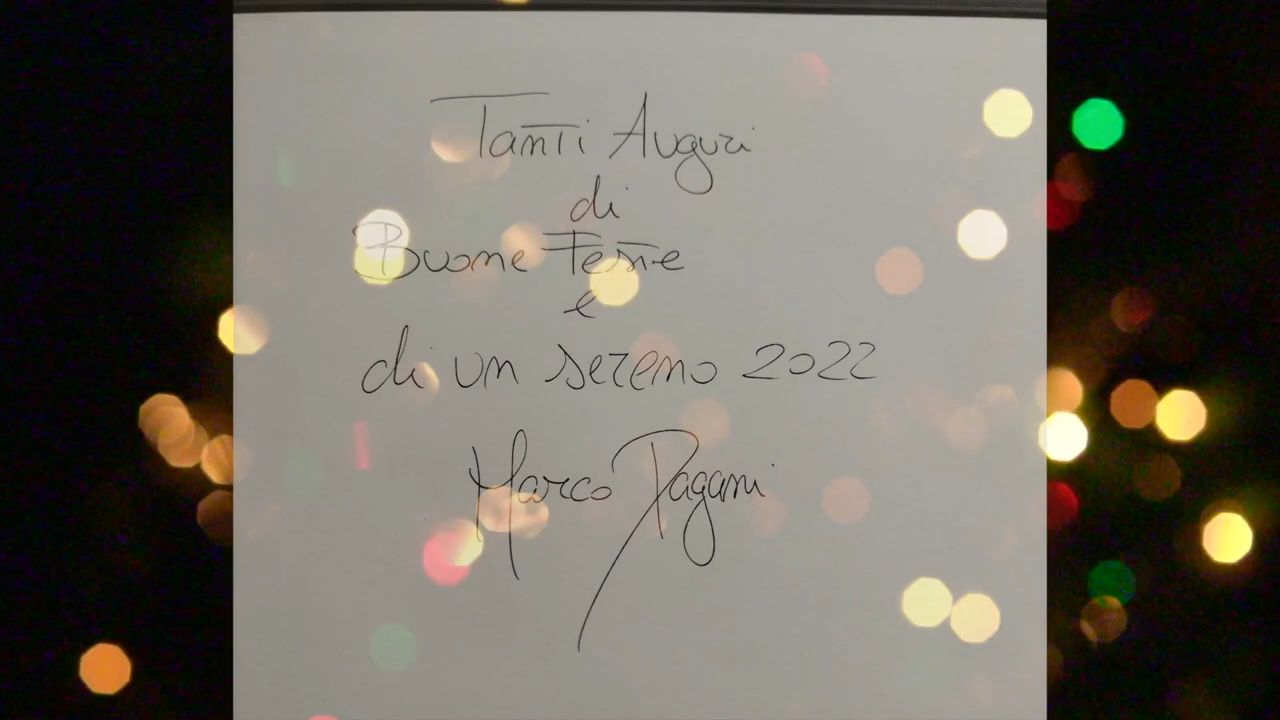 Tanti Auguri
di
Buone Feste
e
di un sereno 2022
Marco Pagani